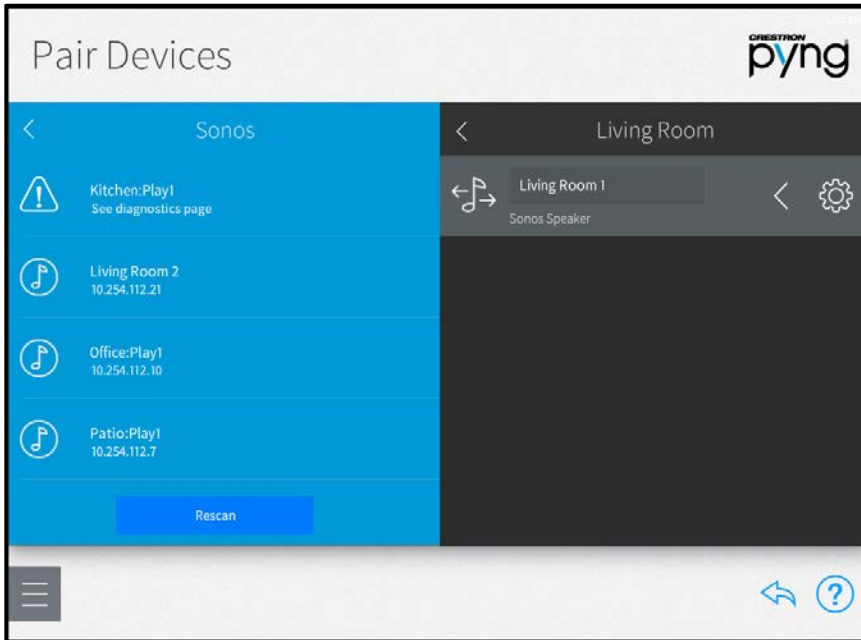 Pair Devices
CRESTRON
pyng
Sonos
Kitchen:Play1
See diagnostics page
Living Room 2
10.254.112.21
Office:Play1
10.254.112.10
Patio:Play1
10.254.112.7
Rescan
Living Room
Living Room 1
Sonos Speaker
?